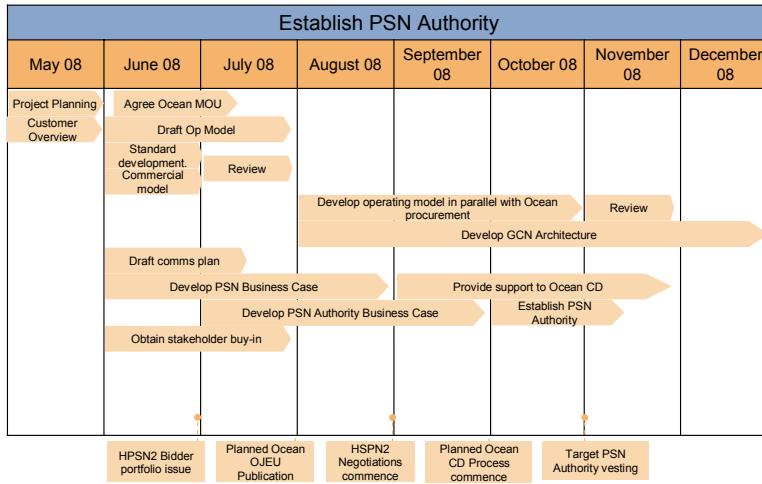 Establish PSN Authority
May 08
June 08
July 08
August 08
September
08
October 08
November
08
December
08
Project Planning
Agree Ocean MOU
Customer
Overview
Draft Op Model
Standard
development.
Commercial
model
Review
Develop operating model in parallel with Ocean
procurement
Review
Develop GCN Architecture
Draft comms plan
Develop PSN Business Case
Provide support to Ocean CD
Develop PSN Authority Business Case
Establish PSN
Authority
Obtain stakeholder buy-in
HPSN2 Bidder
portfolio issue
Planned Ocean
OJEU
Publication
HSPN2
Negotiations
commence
Planned Ocean
CD Process
commence
Target PSN
Authority vesting